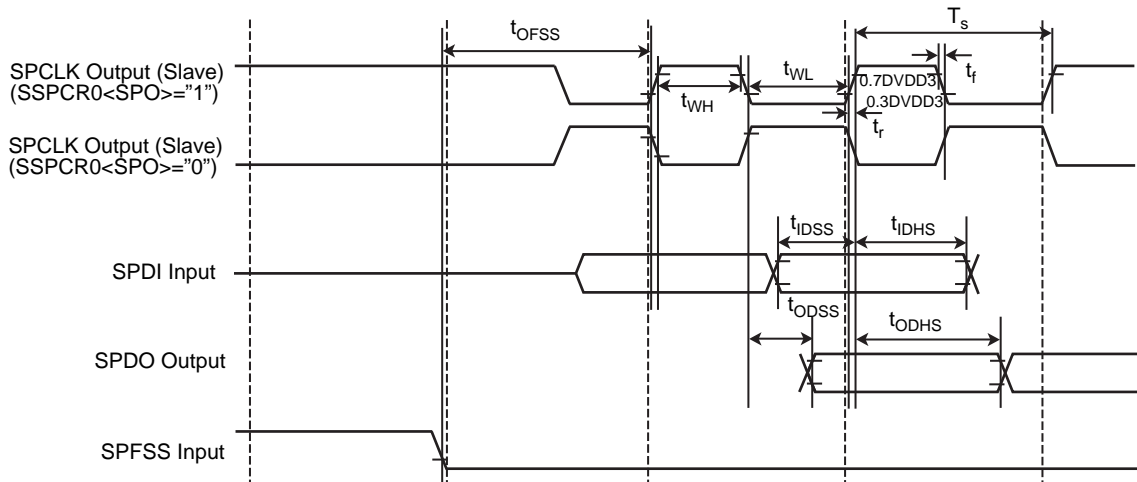 tOFSS
Ts
SPCLK Output (Slave)
(SSPCR0<SPO>=”1”)
tWH
tWL
0.7DVDD3
0.3DVDD3
tf
tr
SPCLK Output (Slave)
(SSPCR0<SPO>=”0”)
tIDSS
tIDHS
SPDI Input
tODSS
tODHS
SPDO Output
SPFSS Input